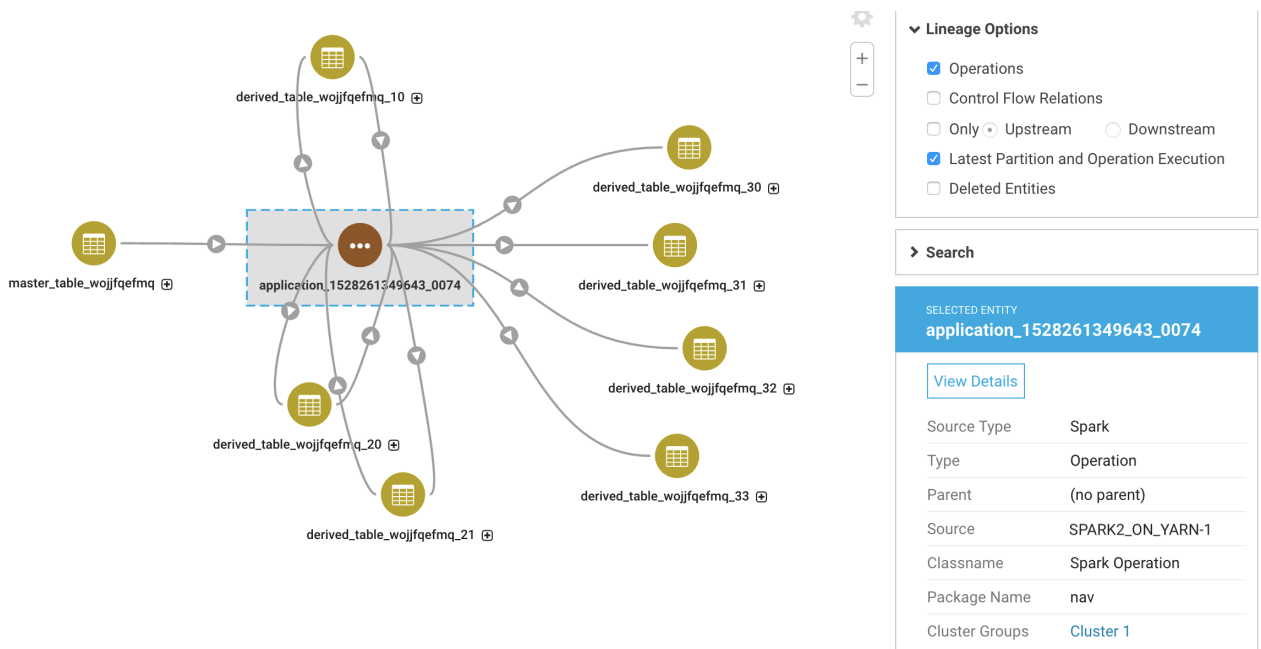 derived_table_wojjfqefmq_10
derived_table_wojjfqefmq_30
master_table_wojjfqefmq
application_1528261349643_0074
derived_table_wojjfqefmq_31
derived_table_wojjfqefmq_32
derived_table_wojjfqefmq_20
derived_table_wojjfqefmq_33
derived_table_wojjfqefmq_21
Lineage Options
Operations
Control Flow Relations
Only Upstream Downstream
Latest Partition and Operation Execution
Deleted Entities
Search
SELECTED ENTITY
application_1528261349643_0074
View Details
Source Type Spark
Type Operation
Parent (no parent)
Source SPARK2_ON_YARN-1
Classname Spark Operation
Package Name nav
Cluster Groups Cluster 1